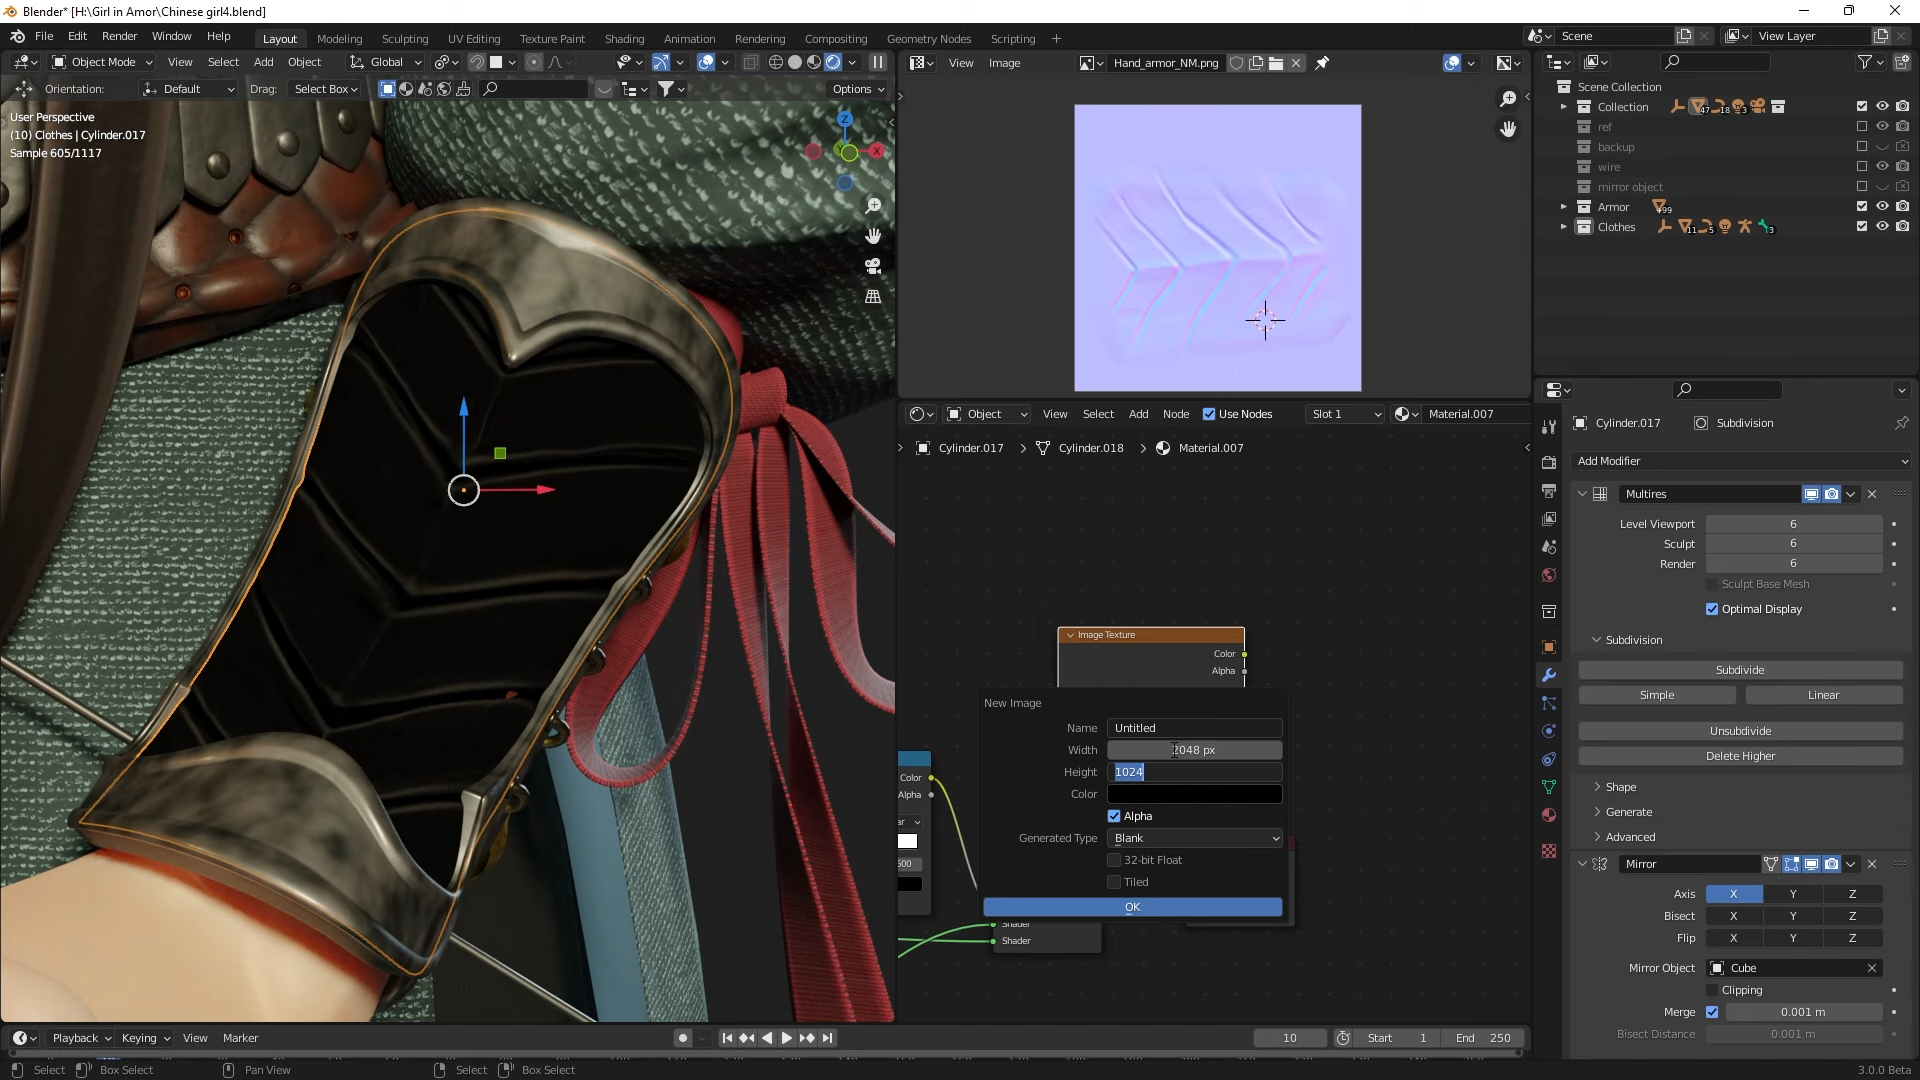 Blender* [H:\Girl in Amor\Chinese girl4.blend]
File Edit Render Window Help
Layout Modeling Sculpting UV Editing Texture Paint Shading Animation Rendering Compositing Geometry Nodes Scripting +
Scene
View Layer
Object Mode View Select Add Object
Global
Orientation: Default Drag: Select Box
Options
User Perspective
(10) Clothes | Cylinder.017
Sample 605/1117
Z
X
View Image
Hand_armor_NM.png
Scene Collection
Collection 47 18 3
ref
backup
wire
mirror object
Armor +99
Clothes 11 5 3
Object View Select Add Node Use Nodes Slot 1 Material.007
Cylinder.017 > Cylinder.018 > Material.007
Image Texture
Color
Alpha
New Image
Name Untitled
Width 2048 px
Height 1024
Color
Alpha
Generated Type Blank
32-bit Float
Tiled
OK
Color
Alpha
Shader
Shader
Cylinder.017 Subdivision
Add Modifier
Multires
Level Viewport 6
Sculpt 6
Render 6
Sculpt Base Mesh
Optimal Display
Subdivision
Subdivide
Simple Linear
Unsubdivide
Delete Higher
Shape
Generate
Advanced
Mirror
Axis X Y Z
Bisect X Y Z
Flip X Y Z
Mirror Object Cube
Clipping
Merge 0.001 m
Bisect Distance 0.001 m
Playback Keying View Marker
10 Start 1 End 250
Select Box Select Pan View Select Box Select
3.0.0 Beta